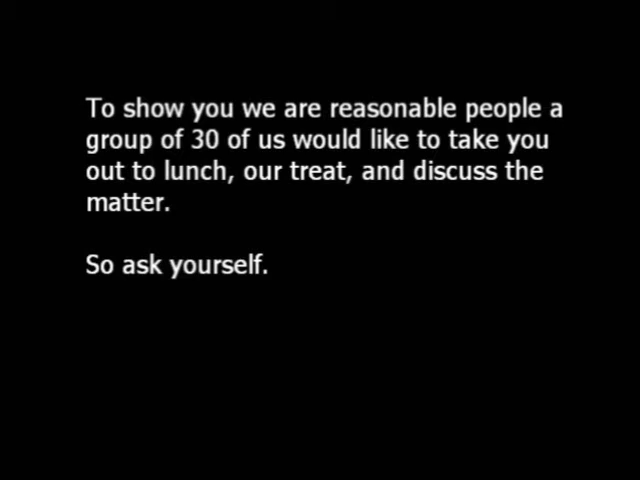 To show you we are reasonable people a
group of 30 of us would like to take you
out to lunch, our treat, and discuss the
matter.
So ask yourself.